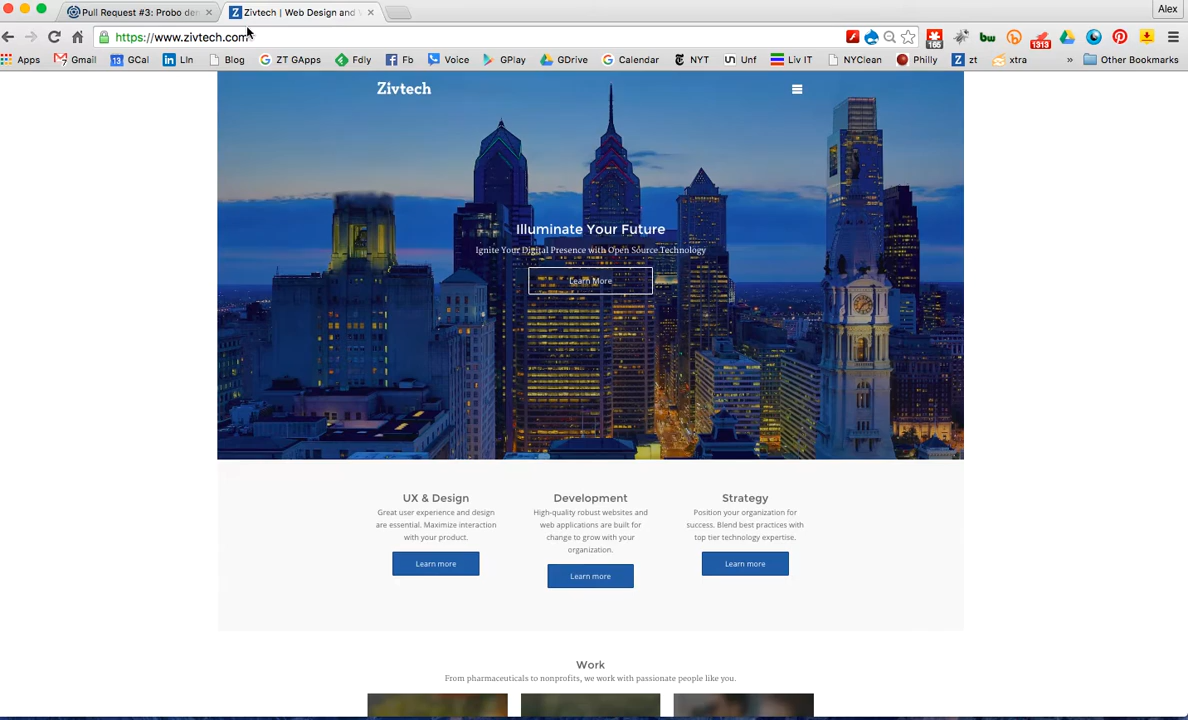 Pull Request #3: Probo der
Zivtech | Web Design and
Alex
https://www.zivtech.com
166
1313
Apps
Gmail
13 GCal
LIn
Blog
ZT GApps
Fdly
Fb
Voice
GPlay
GDrive
Calendar
NYT
Unf
Liv IT
NYClean
Philly
zt
xtra
»
Other Bookmarks
Zivtech
Illuminate Your Future
Ignite Your Digital Presence with Open Source Technology
Learn More
UX & Design
Great user experience and design
are essential. Maximize interaction
with your product.
Learn more
Development
High-quality robust websites and
web applications are built for
change to grow with your
organization.
Learn more
Strategy
Position your organization for
success. Blend best practices with
top tier technology expertise.
Learn more
Work
From pharmaceuticals to nonprofits, we work with passionate people like you.